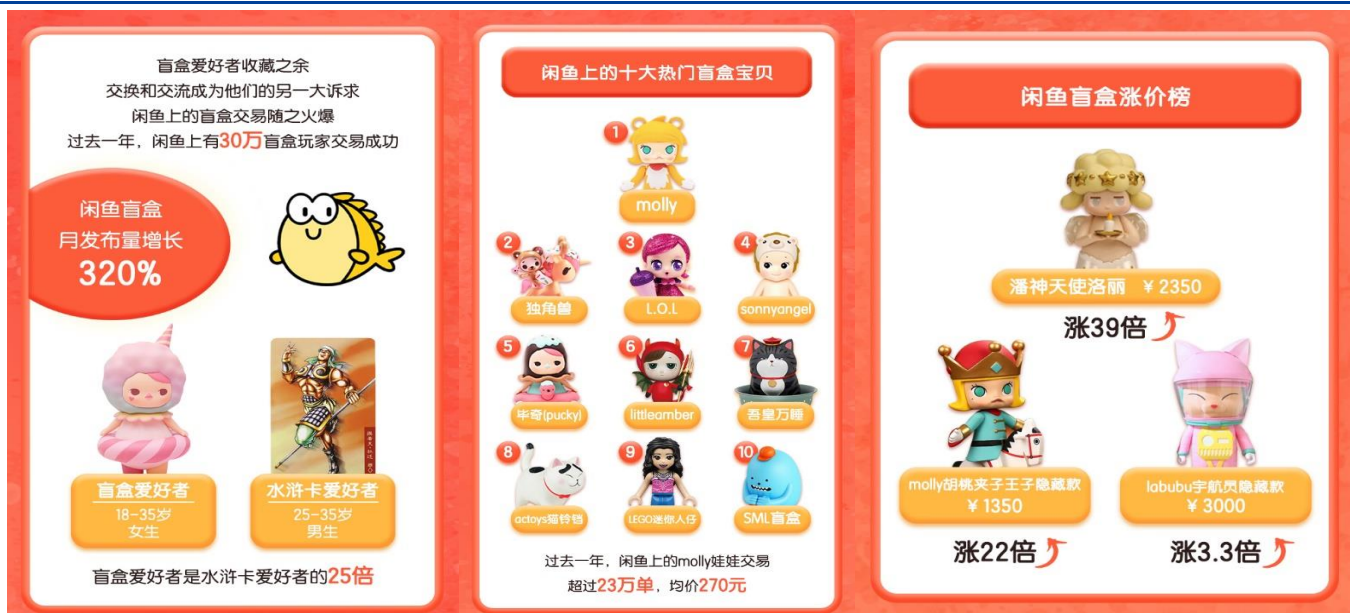 盲盒爱好者收藏之余
交换和交流成为他们的另一大诉求
闲鱼上的盲盒交易随之火爆
过去一年，闲鱼上有30万盲盒玩家交易成功
闲鱼盲盒
月发布量增长
320%
盲盒爱好者
18-35岁
女生
水浒卡爱好者
25-35岁
男生
盲盒爱好者是水浒卡爱好者的25倍
闲鱼上的十大热门盲盒宝贝
1
molly
2
独角兽
3
L.O.L
4
sonnyangel
5
毕奇(pucky)
6
littleamber
7
吾皇万睡
8
actoys猫铃铛
9
LEGO迷你人仔
10
SML盲盒
过去一年，闲鱼上的molly娃娃交易
超过23万单，均价270元
闲鱼盲盒涨价榜
潘神天使洛丽 ￥2350
涨39倍
molly胡桃夹子王子隐藏款
￥1350
涨22倍
labubu宇航员隐藏款
￥3000
涨3.3倍